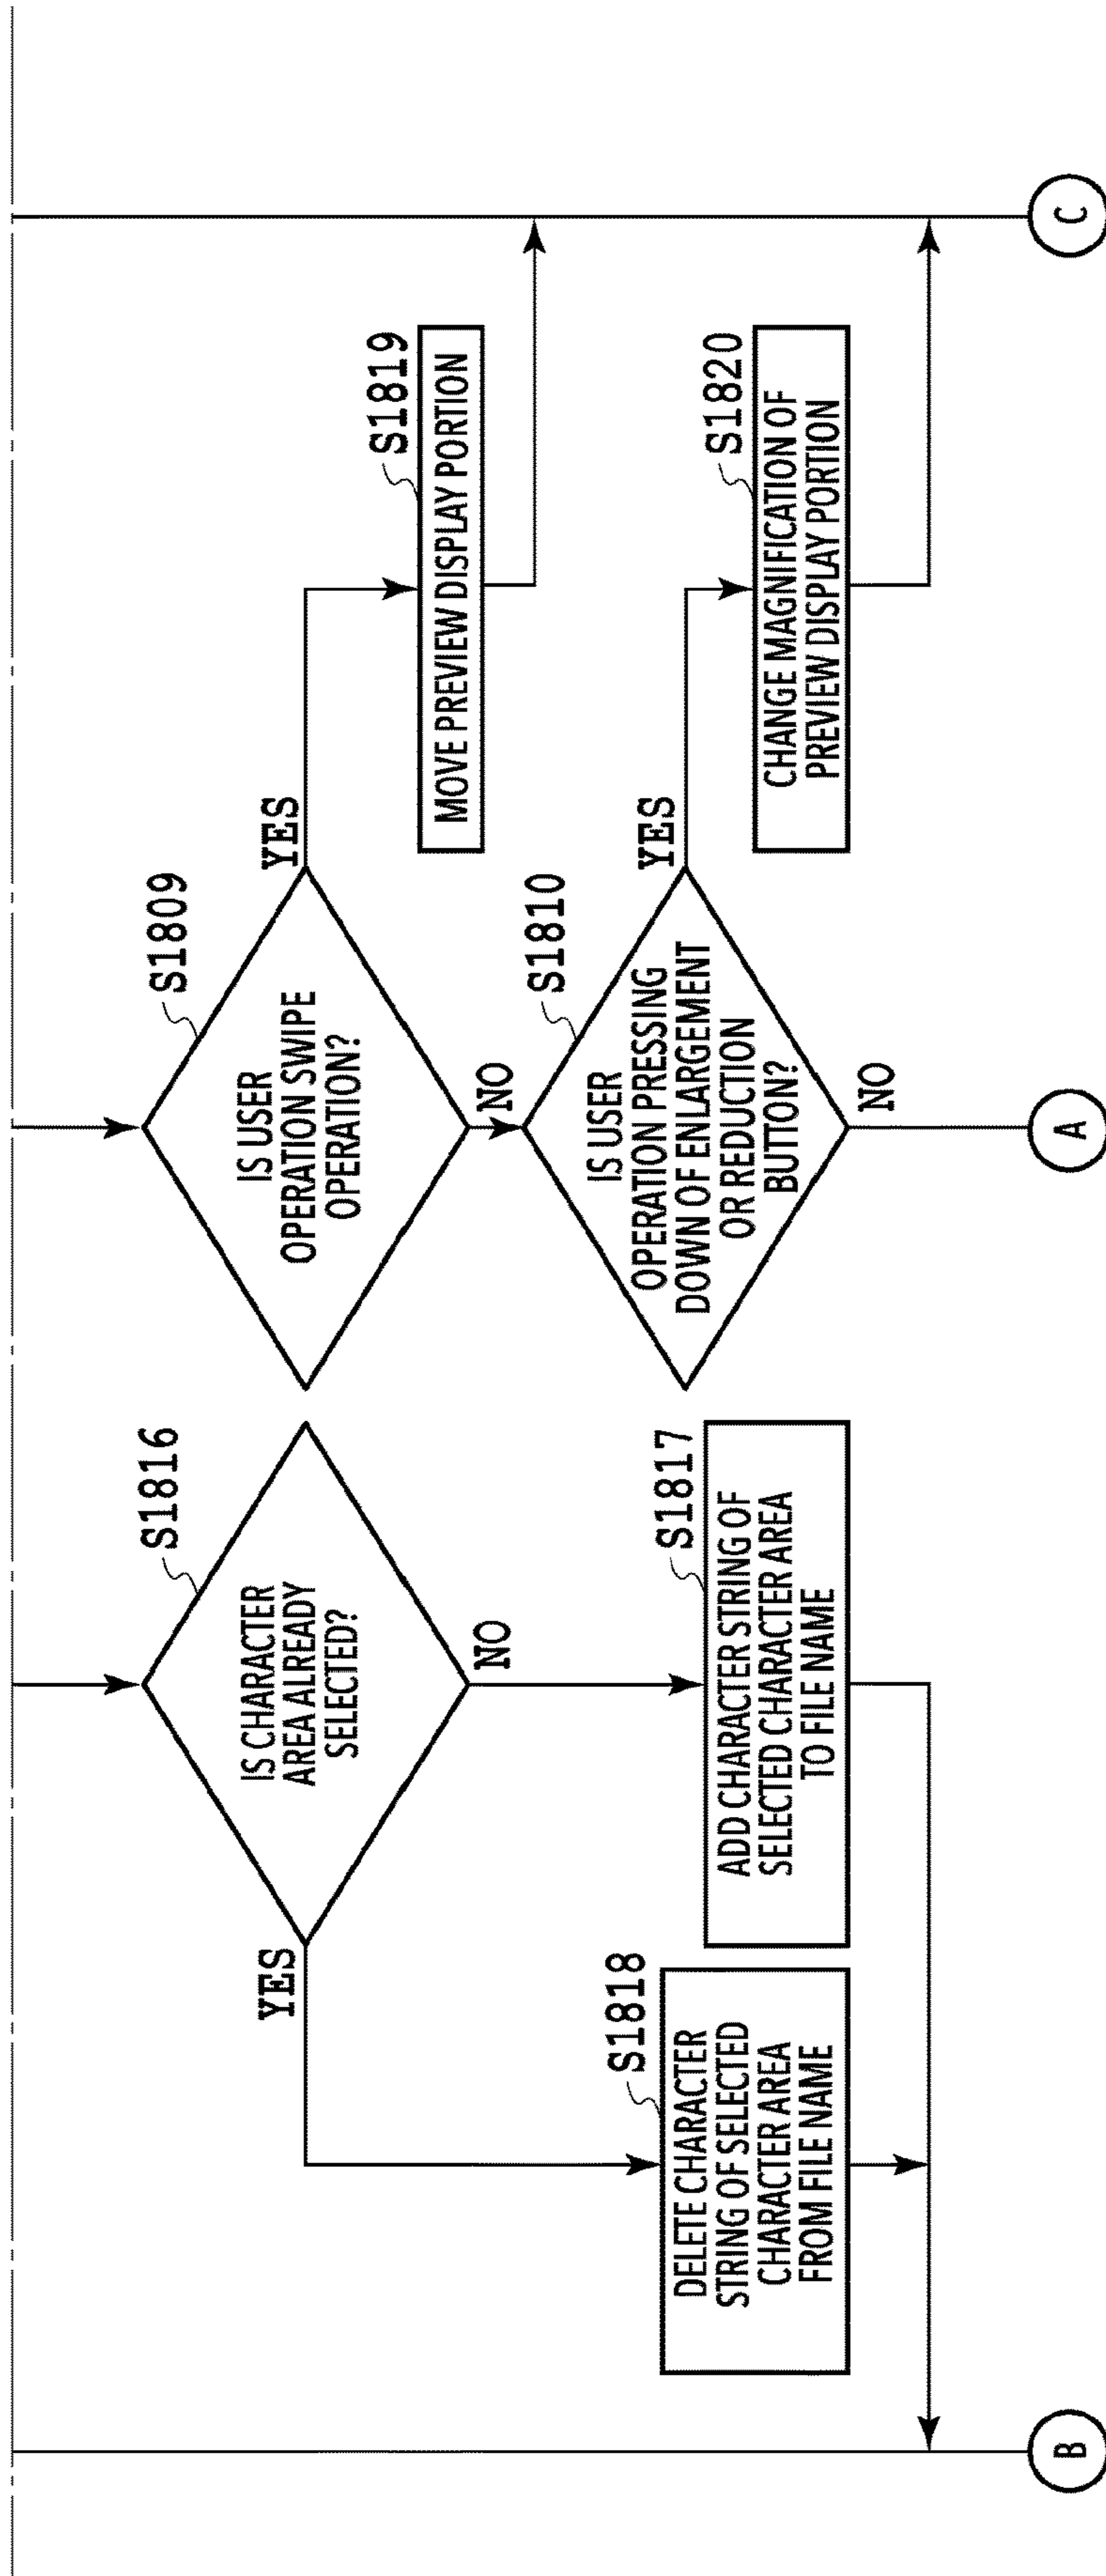 S1816
IS CHARACTER
AREA ALREADY
SELECTED?
YES
NO
S1818
DELETE CHARACTER
STRING OF SELECTED
CHARACTER AREA
FROM FILE NAME
S1817
ADD CHARACTER STRING OF
SELECTED CHARACTER AREA
TO FILE NAME
B
S1809
IS USER
OPERATION SWIPE
OPERATION?
YES
NO
S1819
MOVE PREVIEW DISPLAY PORTION
S1810
IS USER
OPERATION PRESSING
DOWN OF ENLARGEMENT
OR REDUCTION
BUTTON?
YES
NO
S1820
CHANGE MAGNIFICATION OF
PREVIEW DISPLAY PORTION
A
C